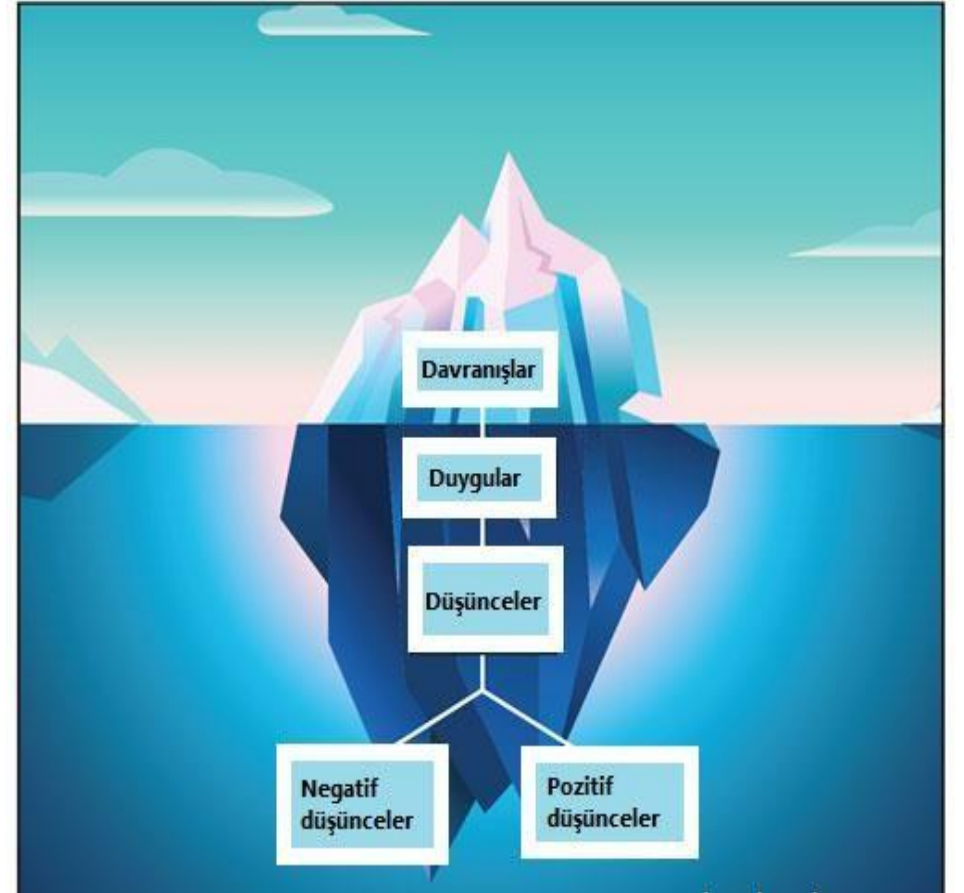 Davranışlar
Duygular
Düşünceler
Negatif
düşünceler
Pozitif
düşünceler